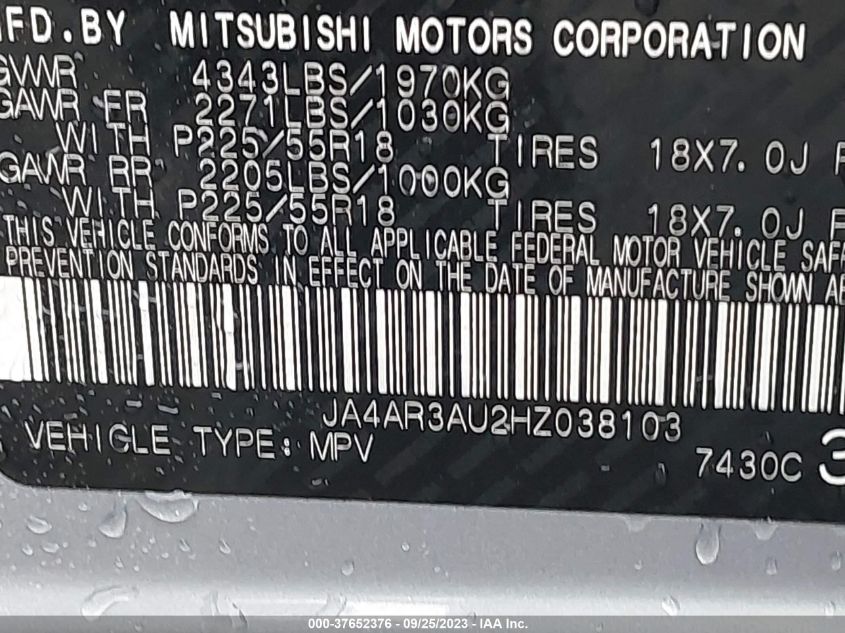 MFD.BY MITSUBISHI MOTORS CORPORATION
GVWR 4343LBS/1970KG
GAWR FR 2271LBS/1030KG
WITH P225/55R18 TIRES 18X7.0J
GAWR RR 2205LBS/1000KG
WITH P225/55R18 TIRES 18X7.0J
THIS VEHICLE CONFORMS TO ALL APPLICABLE FEDERAL MOTOR VEHICLE SAF
PREVENTION STANDARDS IN EFFECT ON THE DATE OF MANUFACTURE SHOWN A
JA4AR3AU2HZ038103
VEHICLE TYPE: MPV
7430C 3
000-37652376 - 09/25/2023 - IAA Inc.